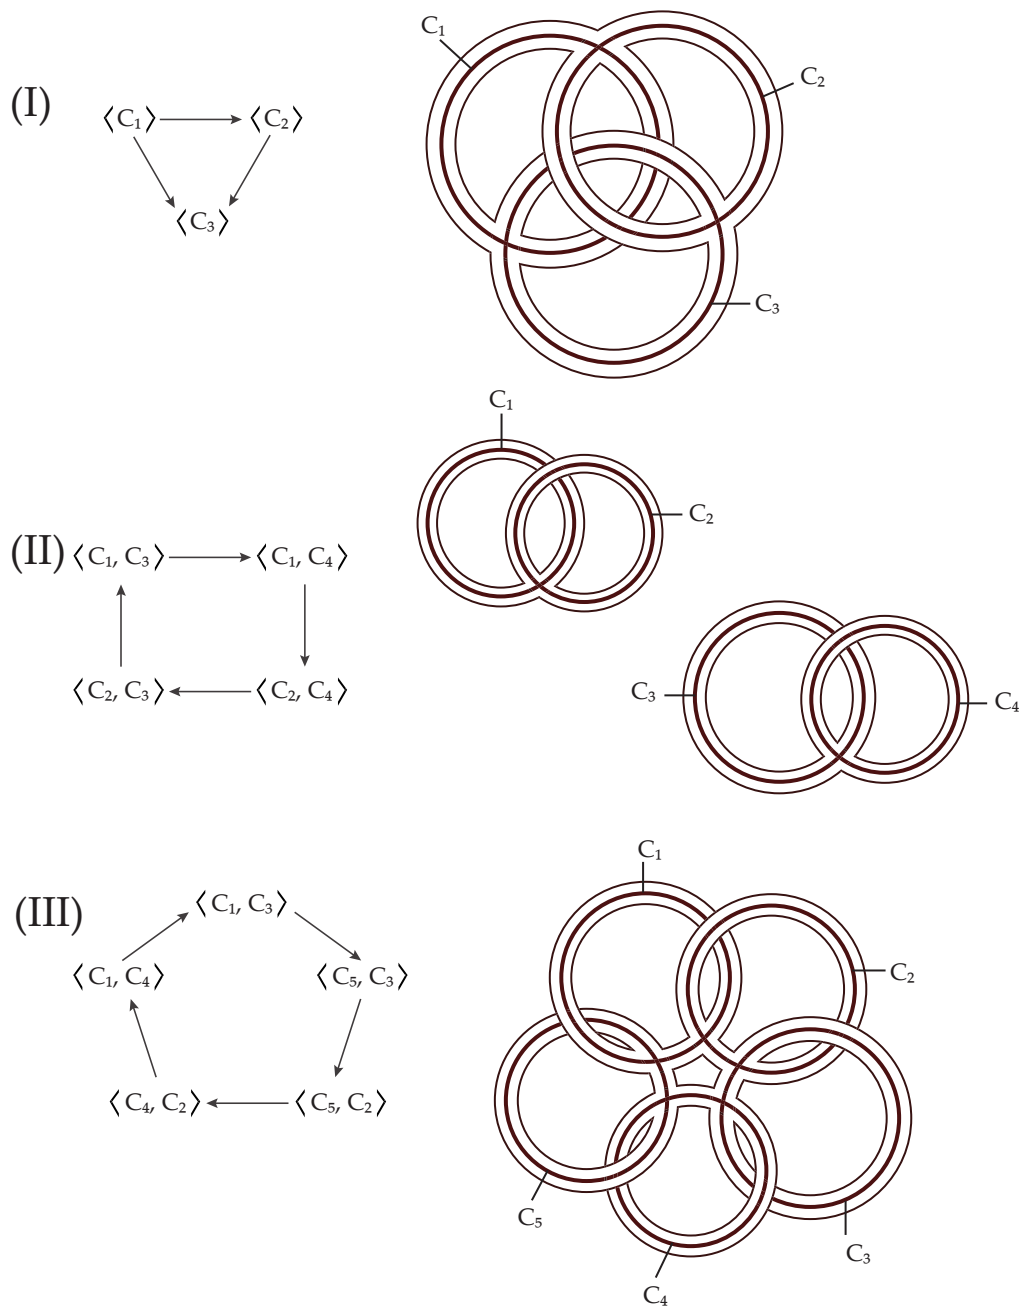 (I)
⟨C₁⟩ ⟨C₂⟩
⟨C₃⟩
C₁
C₂
C₃
(II)
⟨C₁, C₃⟩ ⟨C₁, C₄⟩
⟨C₂, C₃⟩ ⟨C₂, C₄⟩
C₁
C₂
C₃
C₄
(III)
⟨C₁, C₃⟩
⟨C₁, C₄⟩ ⟨C₅, C₃⟩
⟨C₄, C₂⟩ ⟨C₅, C₂⟩
C₁
C₂
C₅
C₃
C₄